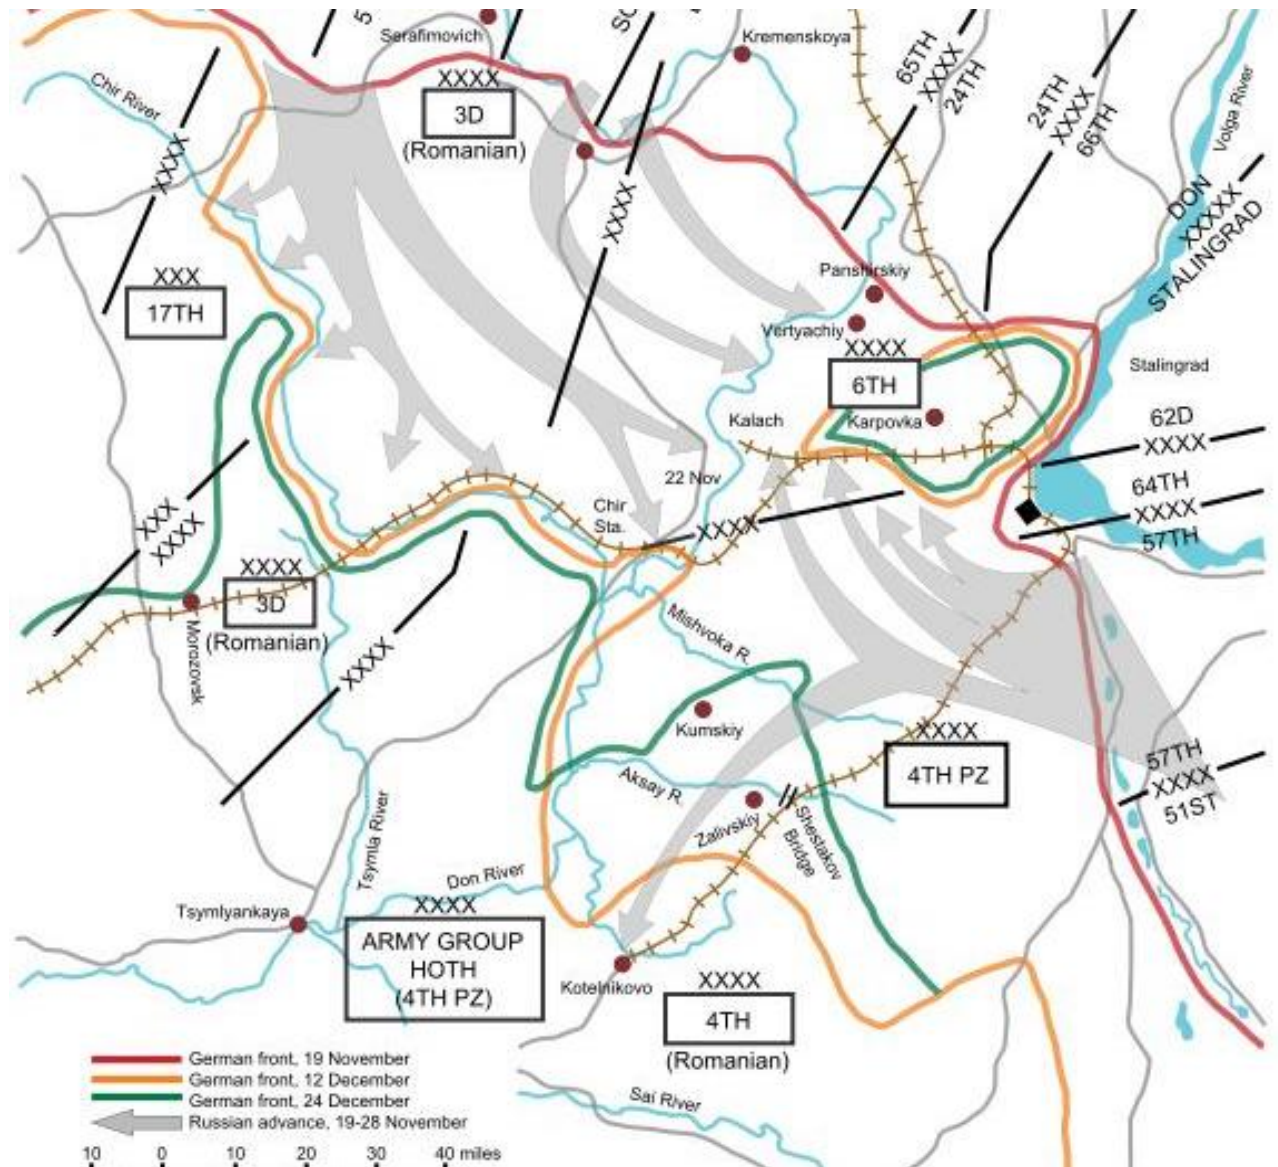 5
SO
Serafimovich
Kremenskoya
65TH
XXXX
24TH
24TH
XXXX
66TH
Volga River
Chir River
XXXX
3D
(Romanian)
XXXX
XXXX
DON
XXXXX
STALINGRAD
XXX
17TH
Panshirskiy
Vertyachiy
XXXX
6TH
Stalingrad
Kalach
Karpovka
62D
XXXX
22 Nov
64TH
XXXX
57TH
Chir
Sta.
XXXX
XXX
XXXX
XXXX
3D
(Romanian)
Morozovsk
XXXX
Mishvoka R.
Kumskiy
XXXX
4TH PZ
57TH
XXXX
51ST
Aksay R.
Zalivskiy
Shestakov
Bridge
Tsymla River
Don River
Tsymlyankaya
XXXX
ARMY GROUP
HOTH
(4TH PZ)
Kotelnikovo
XXXX
4TH
(Romanian)
German front, 19 November
German front, 12 December
German front, 24 December
Russian advance, 19-28 November
Sai River
10 0 10 20 30 40 miles